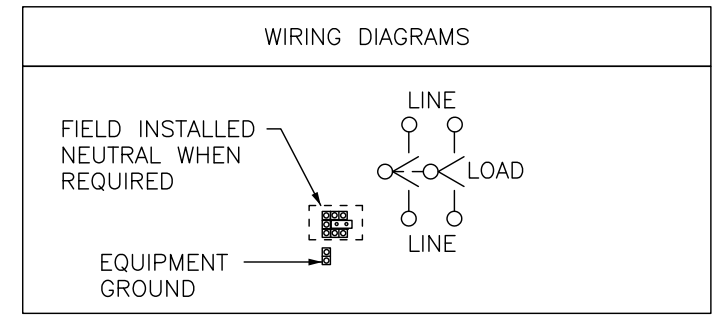 WIRING DIAGRAMS
FIELD INSTALLED
NEUTRAL WHEN
REQUIRED
LINE
LOAD
LINE
EQUIPMENT
GROUND